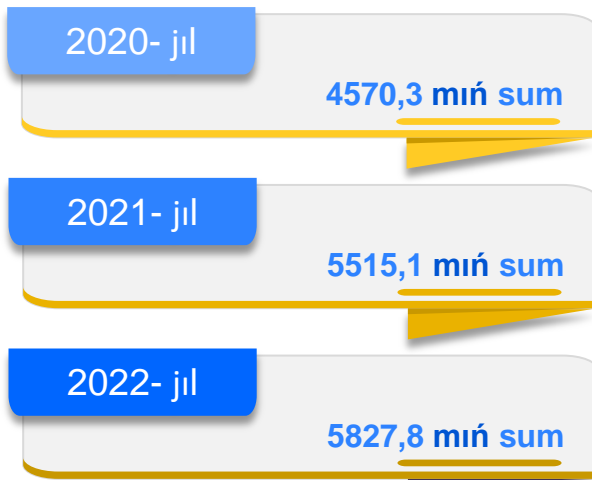 2020- jıl
4570,3 mıń sum
2021- jıl
5515,1 mıń sum
2022- jıl
5827,8 mıń sum